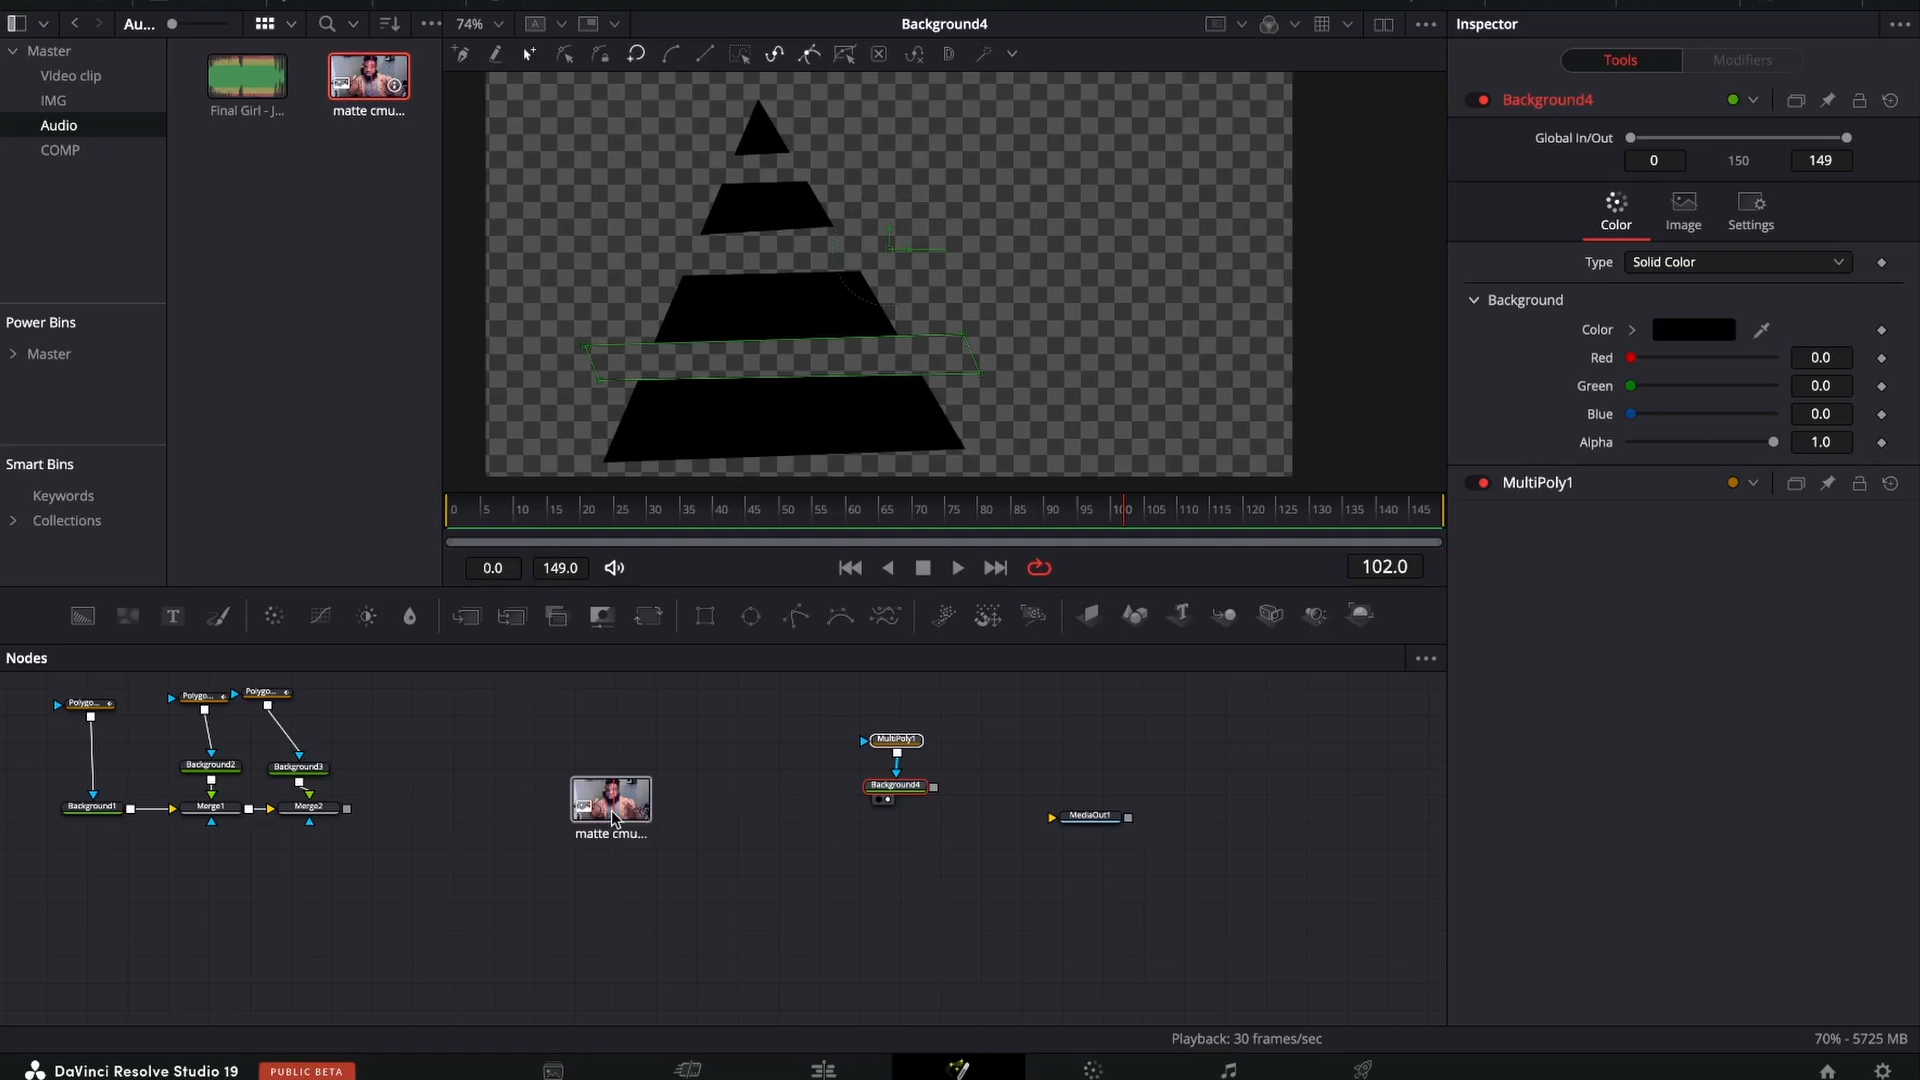 Au...
74%
A
Background4
Inspector
Master
Video clip
IMG
Audio
COMP
Final Girl - J...
matte cmu...
Tools
Modifiers
Background4
Global In/Out
0
150
149
Color
Image
Settings
Type
Solid Color
Background
Color
Red
0.0
Green
0.0
Blue
0.0
Alpha
1.0
MultiPoly1
Power Bins
Master
Smart Bins
Keywords
Collections
0 5 10 15 20 25 30 35 40 45 50 55 60 65 70 75 80 85 90 95 100 105 115 120 125 130 135 140 145
0.0
149.0
102.0
T
Nodes
Polygo...
Polygo...
Polygo...
Background2
Background3
Background1
Merge1
Merge2
matte cmu...
MultiPoly1
Background4
MediaOut1
Playback: 30 frames/sec
70% - 5725 MB
DaVinci Resolve Studio 19
PUBLIC BETA